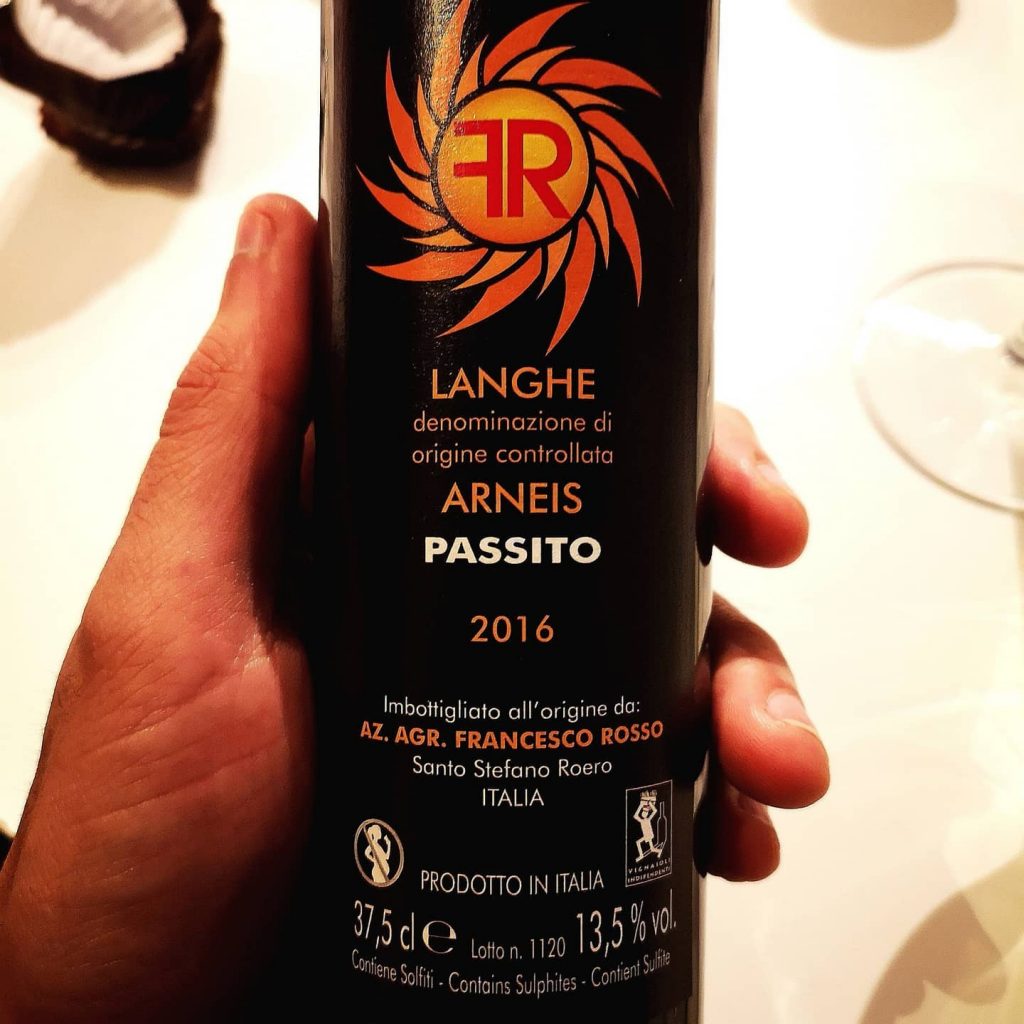 FR
LANGHE
denominazione di
origine controllata
ARNEIS
PASSITO
2016
Imbottigliato all'origine da:
AZ. AGR. FRANCESCO ROSSO
Santo Stefano Roero
ITALIA
VIGNAIOLI
INDIPENDENTI
PRODOTTO IN ITALIA
37,5 cl e Lotto n. 1120 13,5 % vol.
Contiene Solfiti - Contains Sulphites - Contient Sulfite